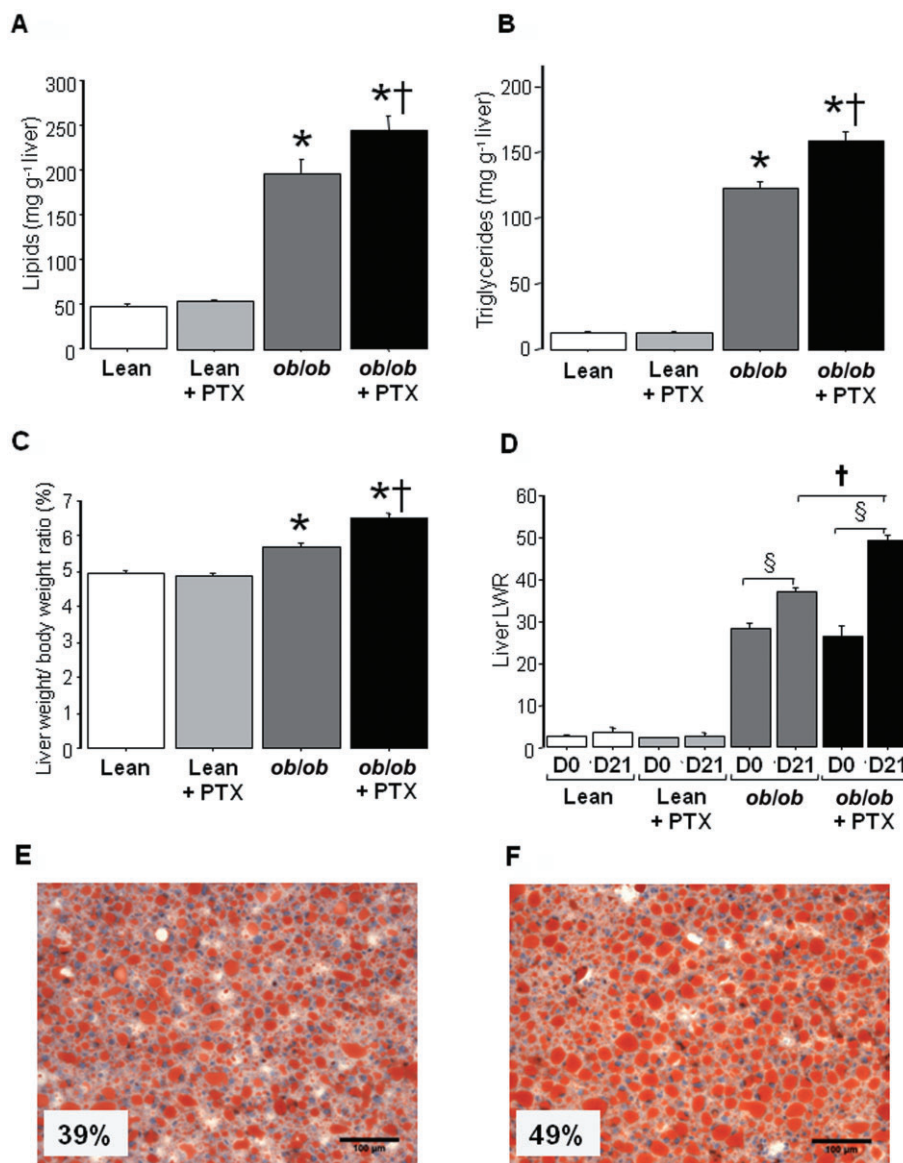 A
Lipids (mg g⁻¹ liver)
300
250
200
150
100
50
0
*
*†
Lean
Lean
+ PTX
ob/ob
ob/ob
+ PTX
B
Triglycerides (mg g⁻¹ liver)
200
150
100
50
0
*
*†
Lean
Lean
+ PTX
ob/ob
ob/ob
+ PTX
C
Liver weight/ body weight ratio (%)
7
6
5
4
3
2
1
0
*
*†
Lean
Lean
+ PTX
ob/ob
ob/ob
+ PTX
D
Liver LWR
60
50
40
30
20
10
0
†
§
§
D0 D21 D0 D21 D0 D21 D0 D21
Lean
Lean
+ PTX
ob/ob
ob/ob
+ PTX
E
39%
100 µm
F
49%
100 µm